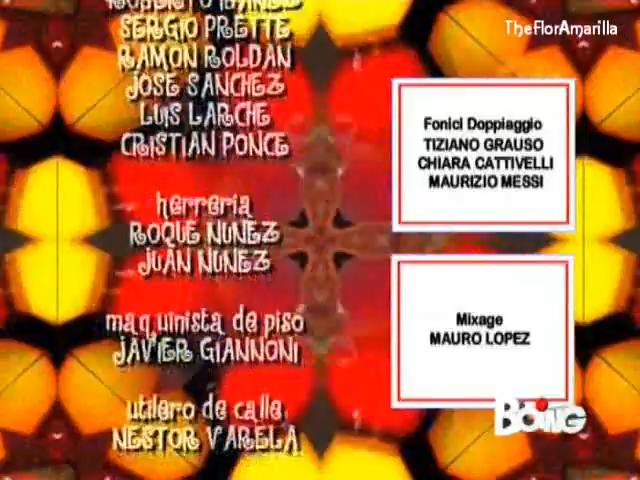 TheFlorAmarilla
SERGIO PRETTE
RAMON ROLDAN
JOSE SANCHEZ
LUIS LARCHE
CRISTIAN PONCE
herreria
ROQUE NUNEZ
JUAN NUNEZ
maquinista de piso
JAVIER GIANNONI
utilero de calle
NESTOR VARELA
Fonici Doppiaggio
TIZIANO GRAUSO
CHIARA CATTIVELLI
MAURIZIO MESSI
Mixage
MAURO LOPEZ
BOING